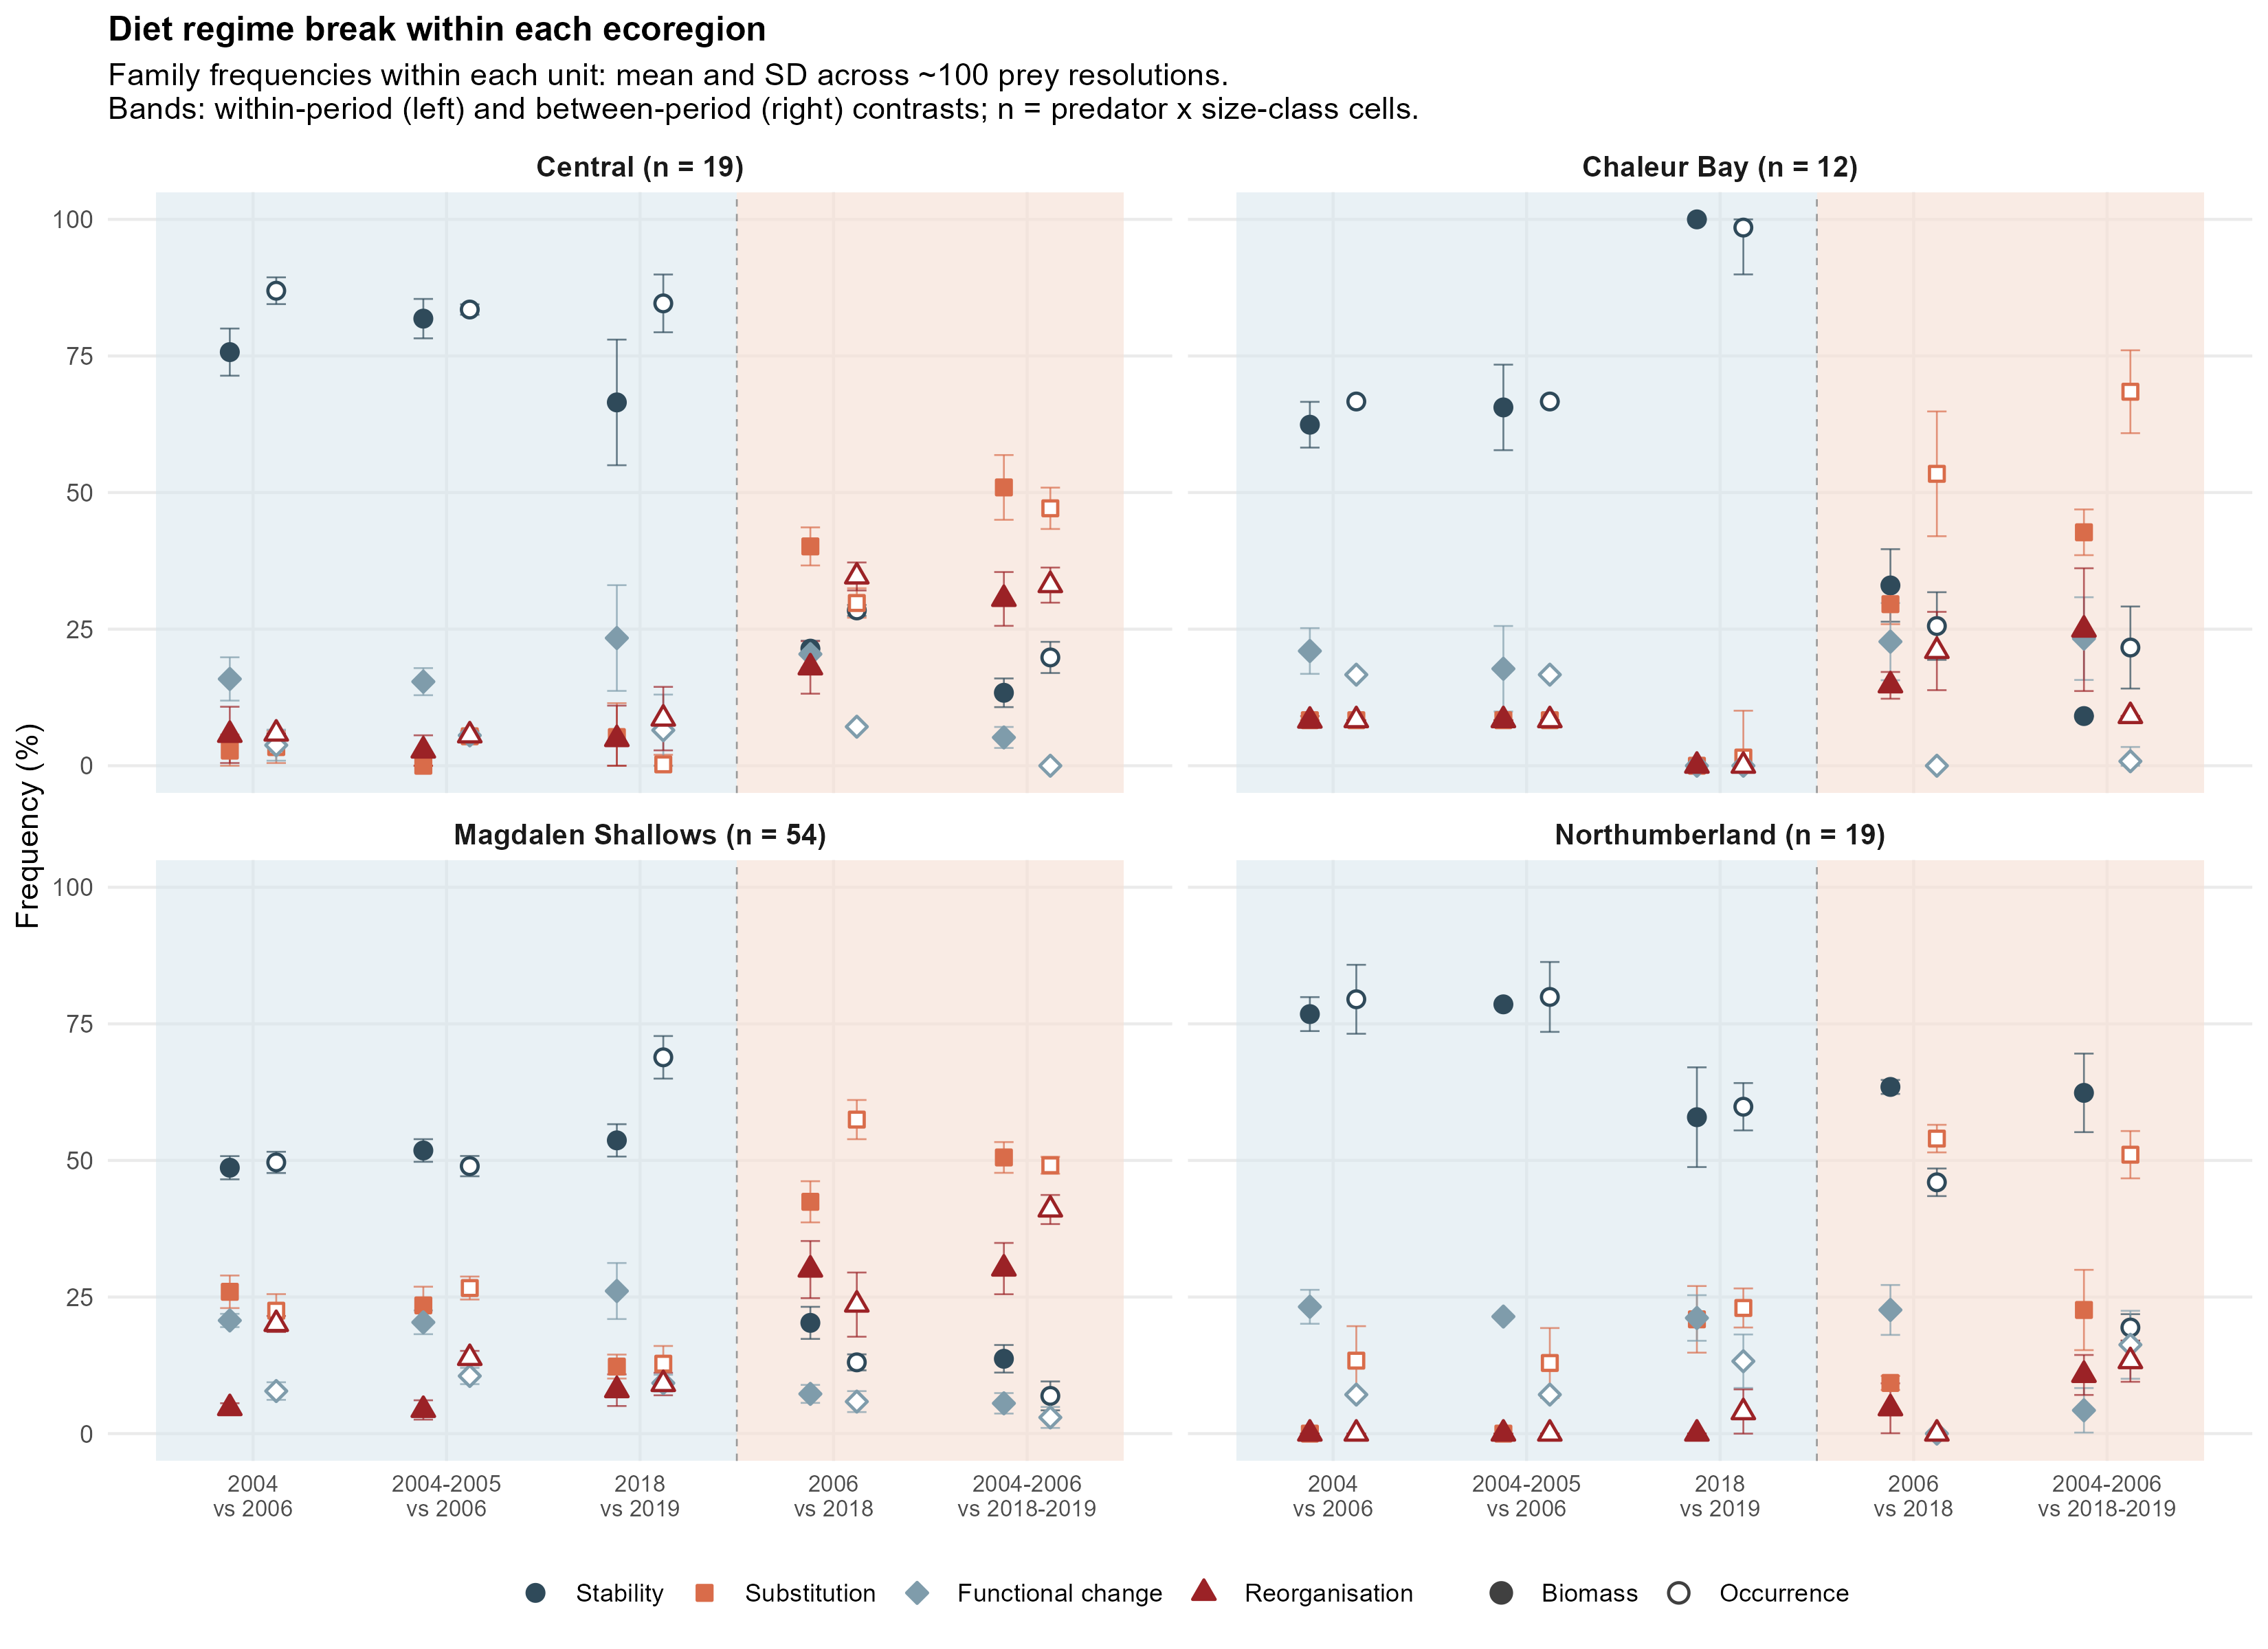 Diet regime break within each ecoregion
Family frequencies within each unit: mean and SD across ~100 prey resolutions.
Bands: within-period (left) and between-period (right) contrasts; n = predator x size-class cells.
Central (n = 19)
Chaleur Bay (n = 12)
100
75
50
25
0
Magdalen Shallows (n = 54)
Northumberland (n = 19)
100
75
50
25
0
Frequency (%)
2004
vs 2006
2004-2005
vs 2006
2018
vs 2019
2006
vs 2018
2004-2006
vs 2018-2019
2004
vs 2006
2004-2005
vs 2006
2018
vs 2019
2006
vs 2018
2004-2006
vs 2018-2019
Stability Substitution Functional change Reorganisation Biomass Occurrence